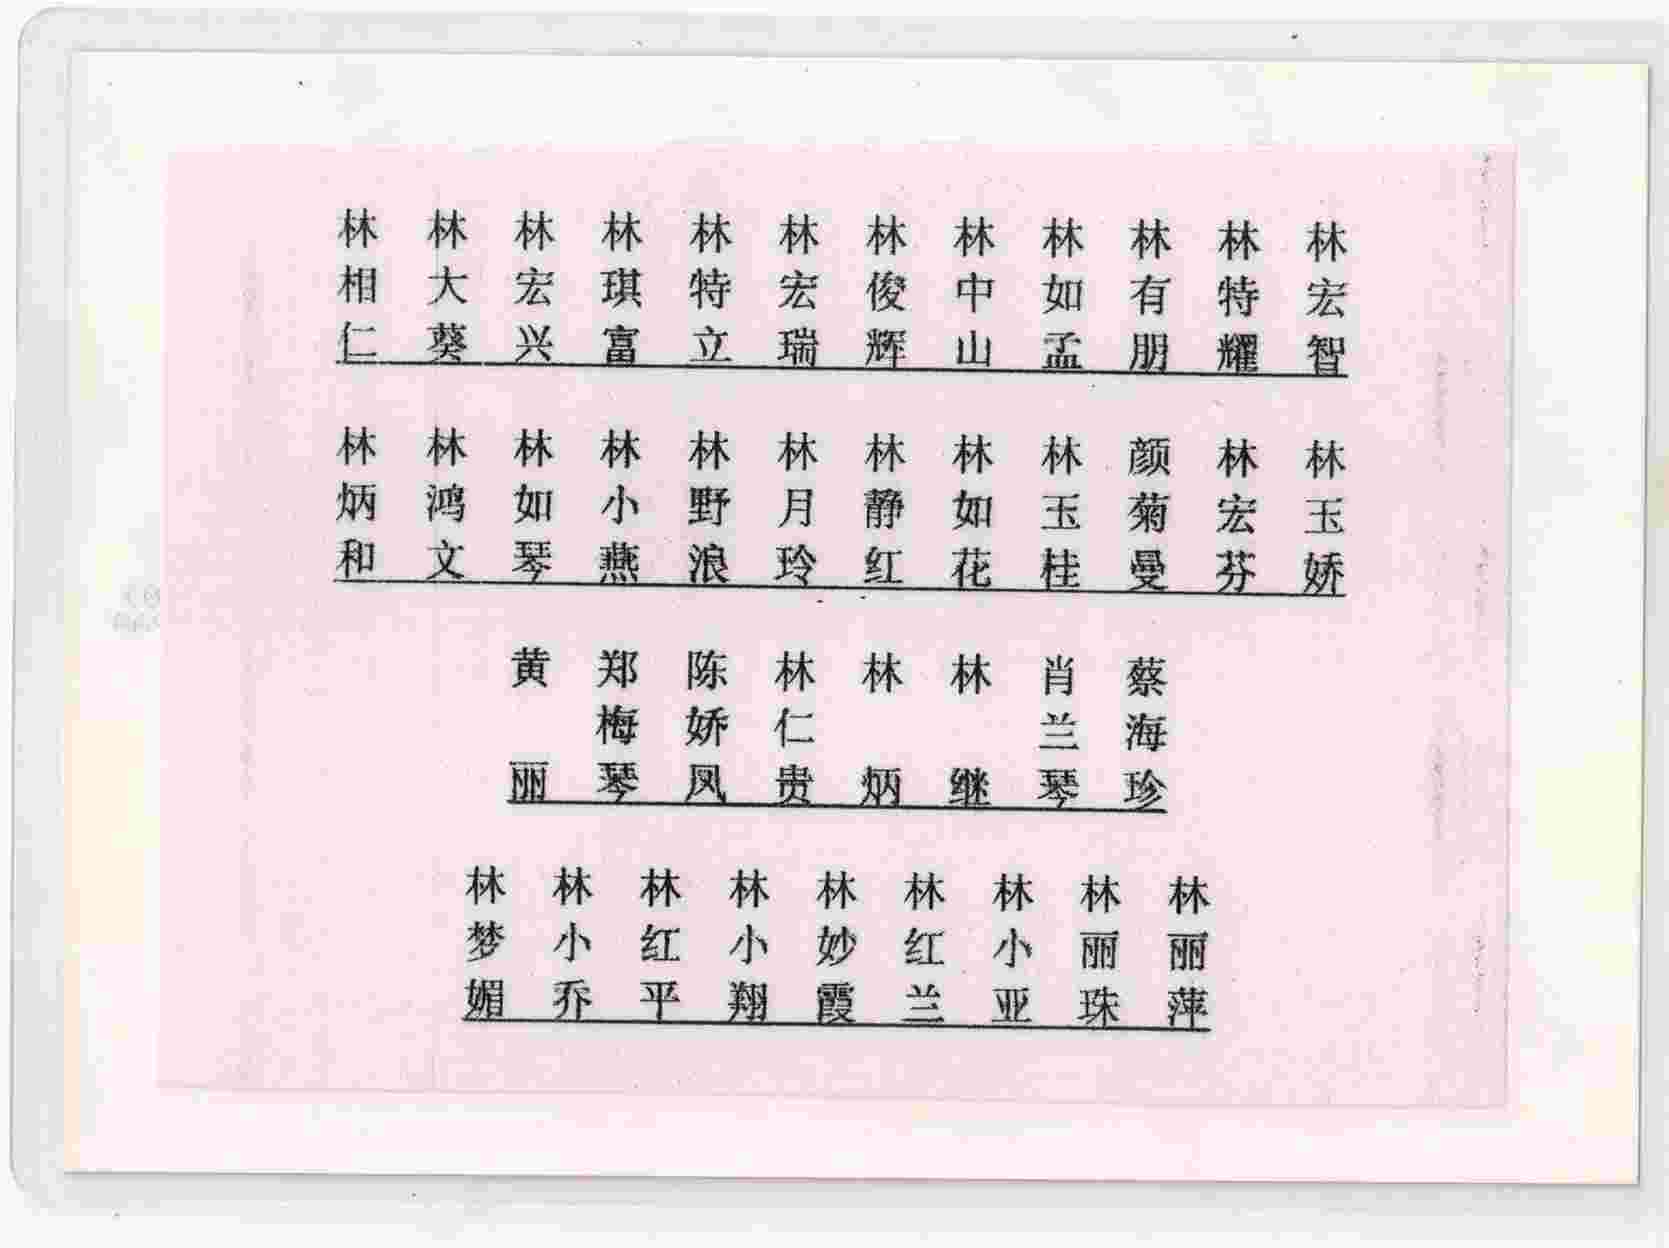 林相仁
林大葵
林宏兴
林琪富
林特立
林宏瑞
林俊辉
林中山
林如孟
林有朋
林特耀
林宏智
林炳和
林鸿文
林如琴
林小燕
林野浪
林月玲
林静红
林如花
林玉桂
颜菊曼
林宏芬
林玉娇
黄丽
郑梅琴
陈娇凤
林仁贵
林炳
林继
肖兰琴
蔡海珍
林梦媚
林小乔
林红平
林小翔
林妙霞
林红兰
林小亚
林丽珠
林丽萍